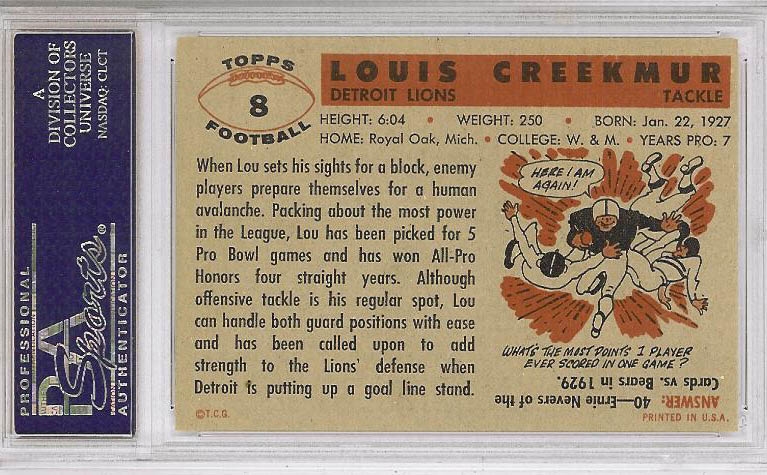 A
DIVISION OF
COLLECTORS
UNIVERSE
NASDAQ: CLCT
PROFESSIONAL
PSA
Sports®
AUTHENTICATOR
TOPPS
8
FOOTBALL
LOUIS CREEKMUR
DETROIT LIONS TACKLE
HEIGHT: 6:04 • WEIGHT: 250 • BORN: Jan. 22, 1927
HOME: Royal Oak, Mich. • COLLEGE: W. & M. • YEARS PRO: 7
When Lou sets his sights for a block, enemy
players prepare themselves for a human
avalanche. Packing about the most power
in the League, Lou has been picked for 5
Pro Bowl games and has won All-Pro
Honors four straight years. Although
offensive tackle is his regular spot, Lou
can handle both guard positions with ease
and has been called upon to add
strength to the Lions' defense when
Detroit is putting up a goal line stand.
©T.C.G.
HERE I AM
AGAIN!
WHAT'S THE MOST POINTS 1 PLAYER
EVER SCORED IN ONE GAME?
ANSWER: 40—Ernie Nevers of the
Cards vs. Bears in 1929.
PRINTED IN U.S.A.